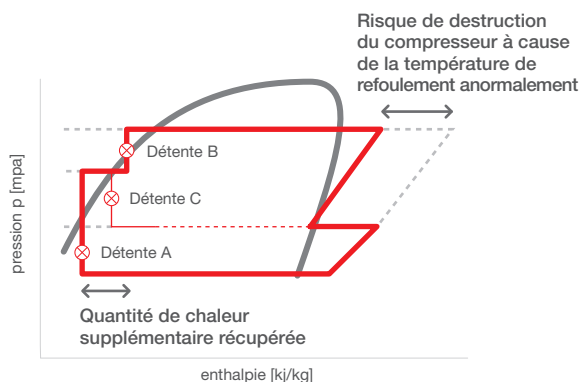 Risque de destruction
du compresseur à cause
de la température de
refoulement anormalement
pression p [mpa]
Détente B
Détente C
Détente A
Quantité de chaleur
supplémentaire récupérée
enthalpie [kj/kg]